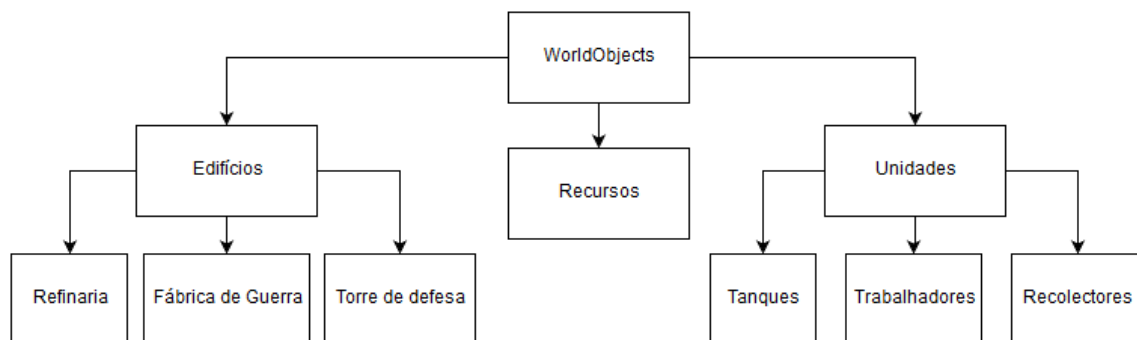 WorldObjects
Edifícios
Recursos
Unidades
Refinaria
Fábrica de Guerra
Torre de defesa
Tanques
Trabalhadores
Recolectores